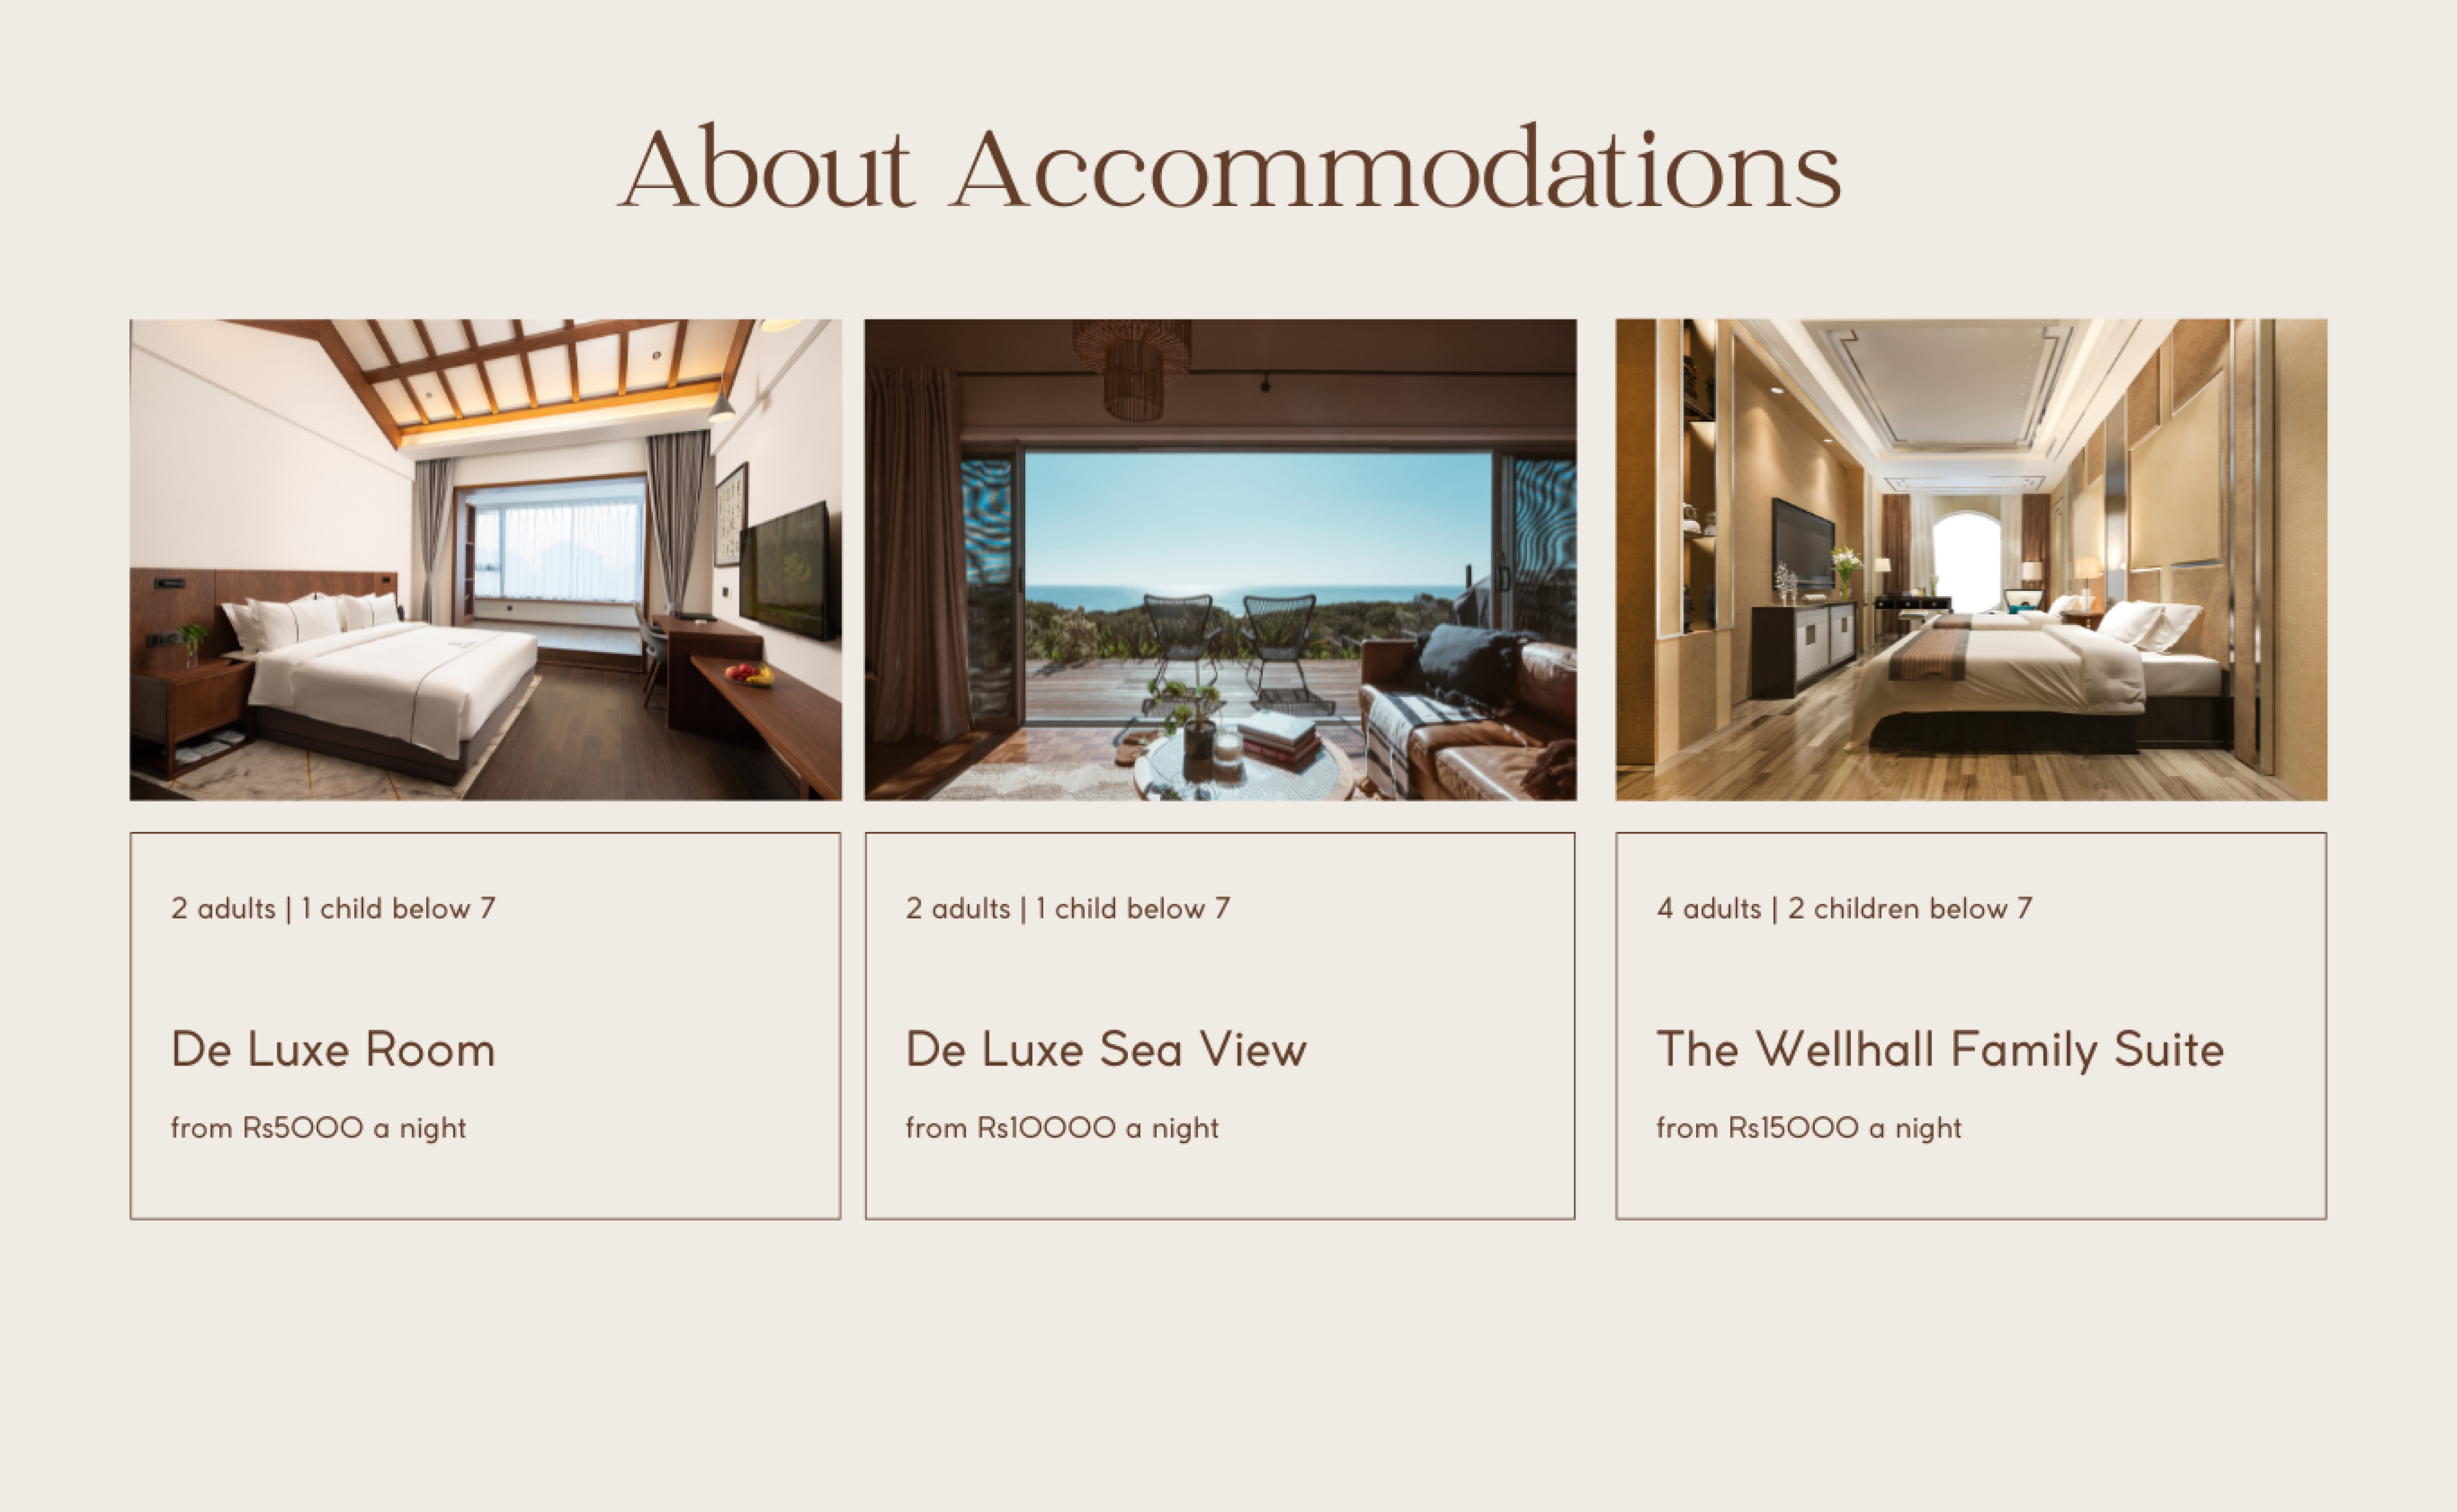 About Accommodations
2 adults | 1 child below 7
De Luxe Room
from Rs5000 a night
2 adults | 1 child below 7
De Luxe Sea View
from Rs10000 a night
4 adults | 2 children below 7
The Wellhall Family Suite
from Rs15000 a night